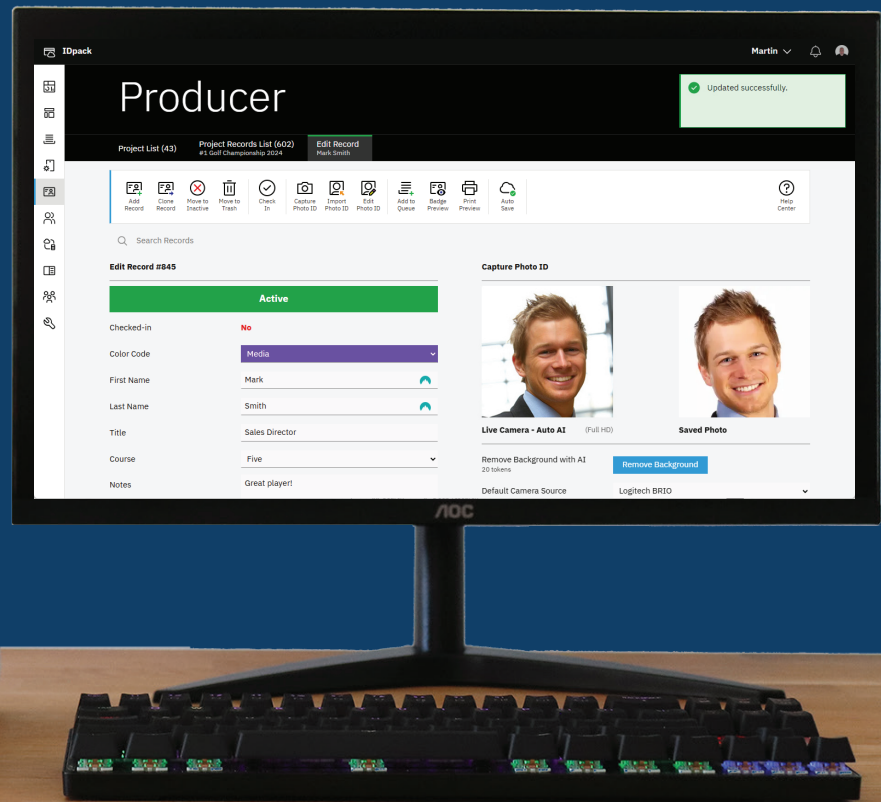 IDpack
Martin
Producer
Updated successfully.
Project List (43)
Project Records List (602)
#1 Golf Championship 2024
Edit Record
Mark Smith
Add Record
Clone Record
Move to Inactive
Move to Trash
Check In
Capture Photo ID
Import Photo ID
Edit Photo ID
Add to Queue
Badge Preview
Print Preview
Auto Save
Help Center
Search Records
Edit Record #845
Active
Checked-in No
Color Code Media
First Name Mark
Last Name Smith
Title Sales Director
Course Five
Notes Great player!
Capture Photo ID
Live Camera - Auto AI (Full HD)
Saved Photo
Remove Background with AI
20 tokens
Remove Background
Default Camera Source Logitech BRIO
AOC